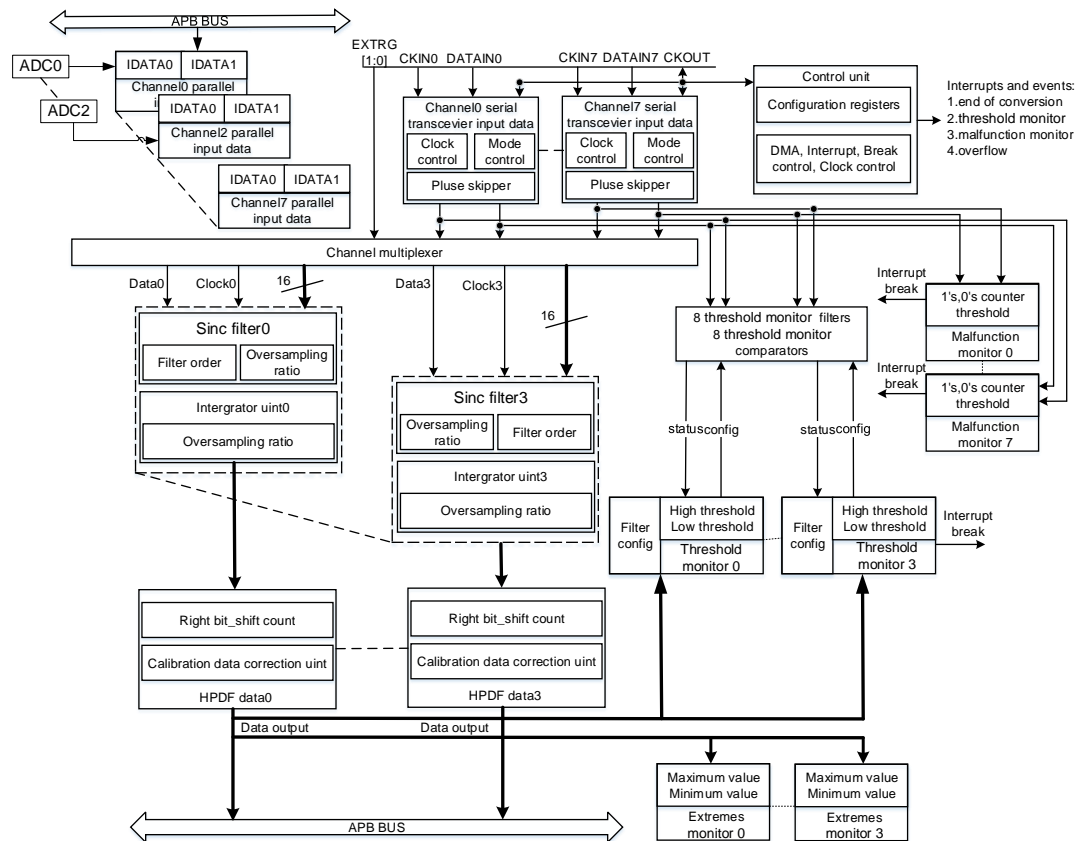 APB BUS
EXTRG
[1:0]
CKIN0
DATAIN0
CKIN7
DATAIN7
CKOUT
ADC0
IDATA0
IDATA1
Channel0 parallel
ADC2
IDATA0
IDATA1
Channel2 parallel
input data
IDATA0
IDATA1
Channel7 parallel
input data
Channel0 serial
transcevier input data
Clock
control
Mode
control
Pluse skipper
Channel7 serial
transcevier input data
Clock
control
Mode
control
Pluse skipper
Control unit
Configuration registers
DMA, Interrupt, Break
control, Clock control
Interrupts and events:
1.end of conversion
2.threshold monitor
3.malfunction monitor
4.overflow
Channel multiplexer
Data0
Clock0
16
Data3
Clock3
16
Sinc filter0
Filter order
Oversampling
ratio
Intergrator uint0
Oversampling ratio
Sinc filter3
Oversampling
ratio
Filter order
Intergrator uint3
Oversampling ratio
8 threshold monitor filters
8 threshold monitor
comparators
Interrupt
break
1's,0's counter
threshold
Malfunction
monitor 0
Interrupt
break
1's,0's counter
threshold
Malfunction
monitor 7
status
config
status
config
Filter
config
High threshold
Low threshold
Threshold
monitor 0
Filter
config
High threshold
Low threshold
Threshold
monitor 3
Interrupt
break
Right bit_shift count
Calibration data correction uint
HPDF data0
Right bit_shift count
Calibration data correction uint
HPDF data3
Data output
Data output
Maximum value
Minimum value
Extremes
monitor 0
Maximum value
Minimum value
Extremes
monitor 3
APB BUS